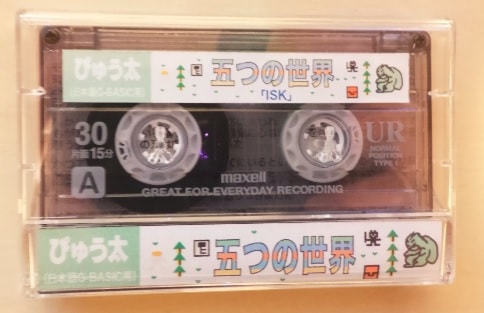 ぴゅう太
(日本語G-BASIC用)
五つの世界
「ISK」
30
片面15分
A
maxell
GREAT FOR EVERYDAY RECORDING
UR
NORMAL
POSITION
TYPE I
ぴゅう太
(日本語G-BASIC用)
五つの世界